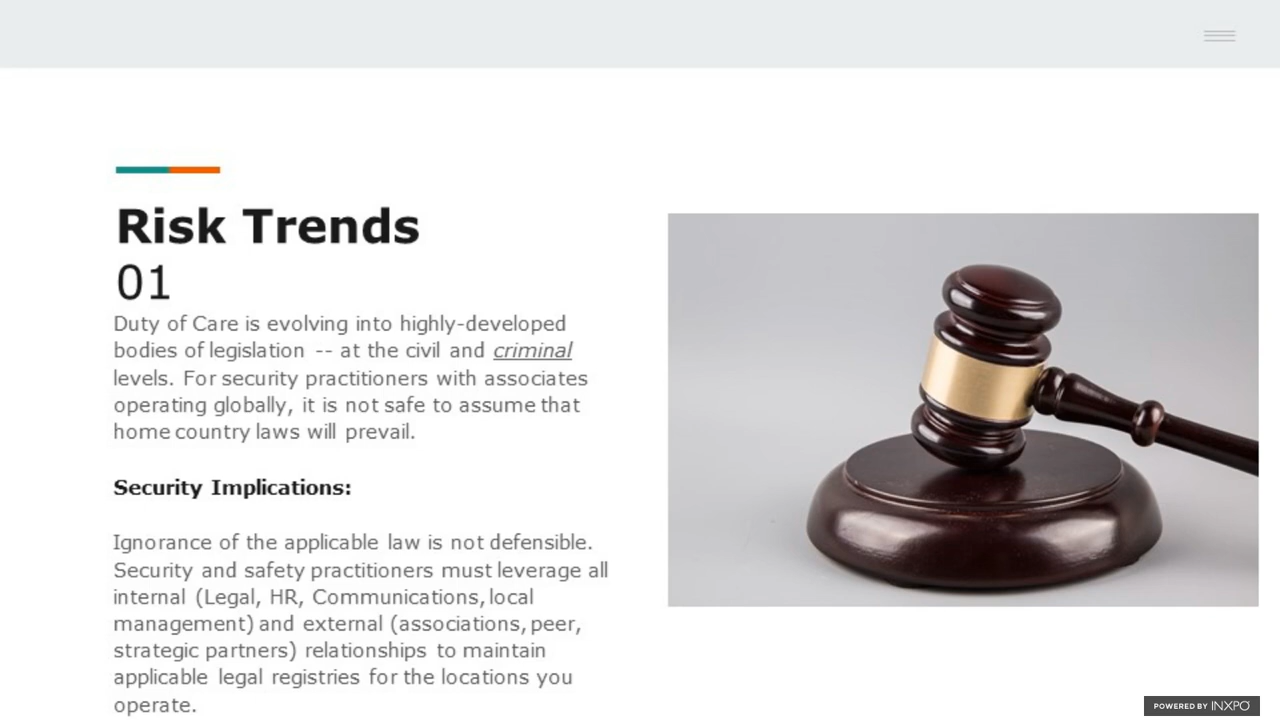 Risk Trends
01
Duty of Care is evolving into highly-developed
bodies of legislation -- at the civil and criminal
levels. For security practitioners with associates
operating globally, it is not safe to assume that
home country laws will prevail.
Security Implications:
Ignorance of the applicable law is not defensible.
Security and safety practitioners must leverage all
internal (Legal, HR, Communications, local
management) and external (associations, peer,
strategic partners) relationships to maintain
applicable legal registries for the locations you
operate.
POWERED BY INXPO